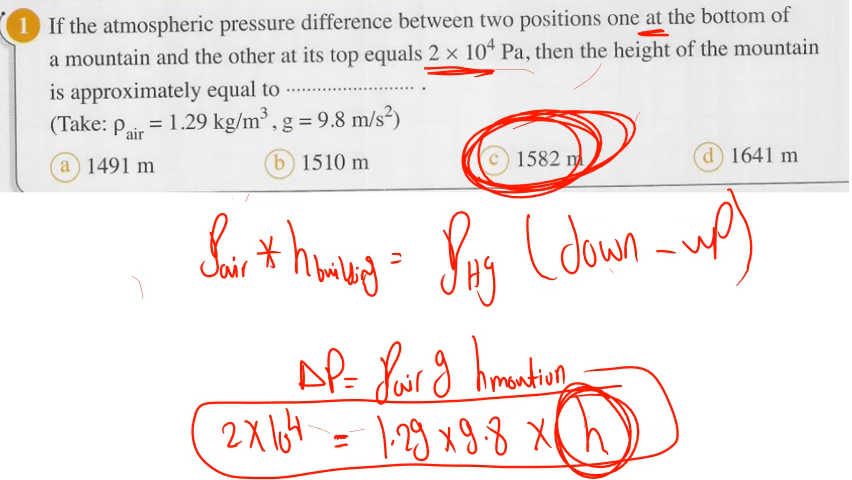 1 If the atmospheric pressure difference between two positions one at the bottom of
a mountain and the other at its top equals 2 × 10⁴ Pa, then the height of the mountain
is approximately equal to ........................ .
(Take: ρair = 1.29 kg/m³ , g = 9.8 m/s²)
a 1491 m b 1510 m c 1582 m d 1641 m
ρair * hbuilding = ρHg (down - up)
ΔP = ρair g hmontion
2 X 10⁴ = 1.29 x 9.8 X h